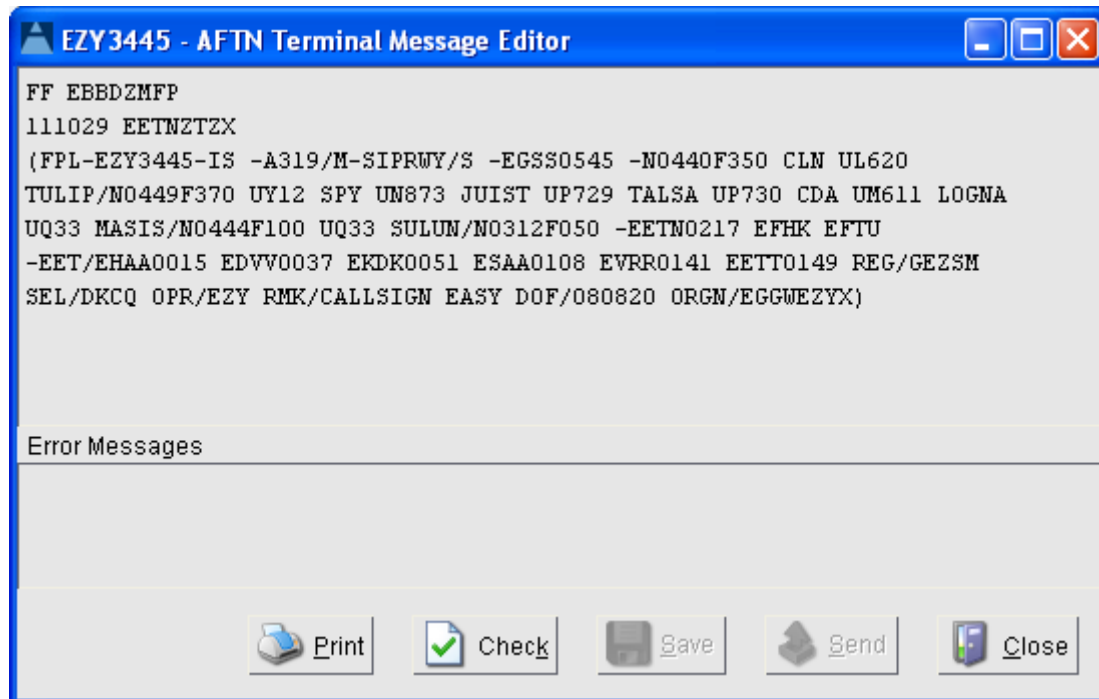 EZY3445 - AFTN Terminal Message Editor
FF EBBDZMFP
111029 EETNZTZX
(FPL-EZY3445-IS -A319/M-SIPRWY/S -EGSS0545 -N0440F350 CLN UL620
TULIP/N0449F370 UY12 SPY UN873 JUIST UP729 TALSA UP730 CDA UM611 LOGNA
UQ33 MASIS/N0444F100 UQ33 SULUN/N0312F050 -EETN0217 EFHK EFTU
-EET/EHAA0015 EDVV0037 EKDK0051 ESAA0108 EVRR0141 EETT0149 REG/GEZSM
SEL/DKCQ OPR/EZY RMK/CALLSIGN EASY DOF/080820 ORGN/EGGWEZYX)
Error Messages
Print Check Save Send Close